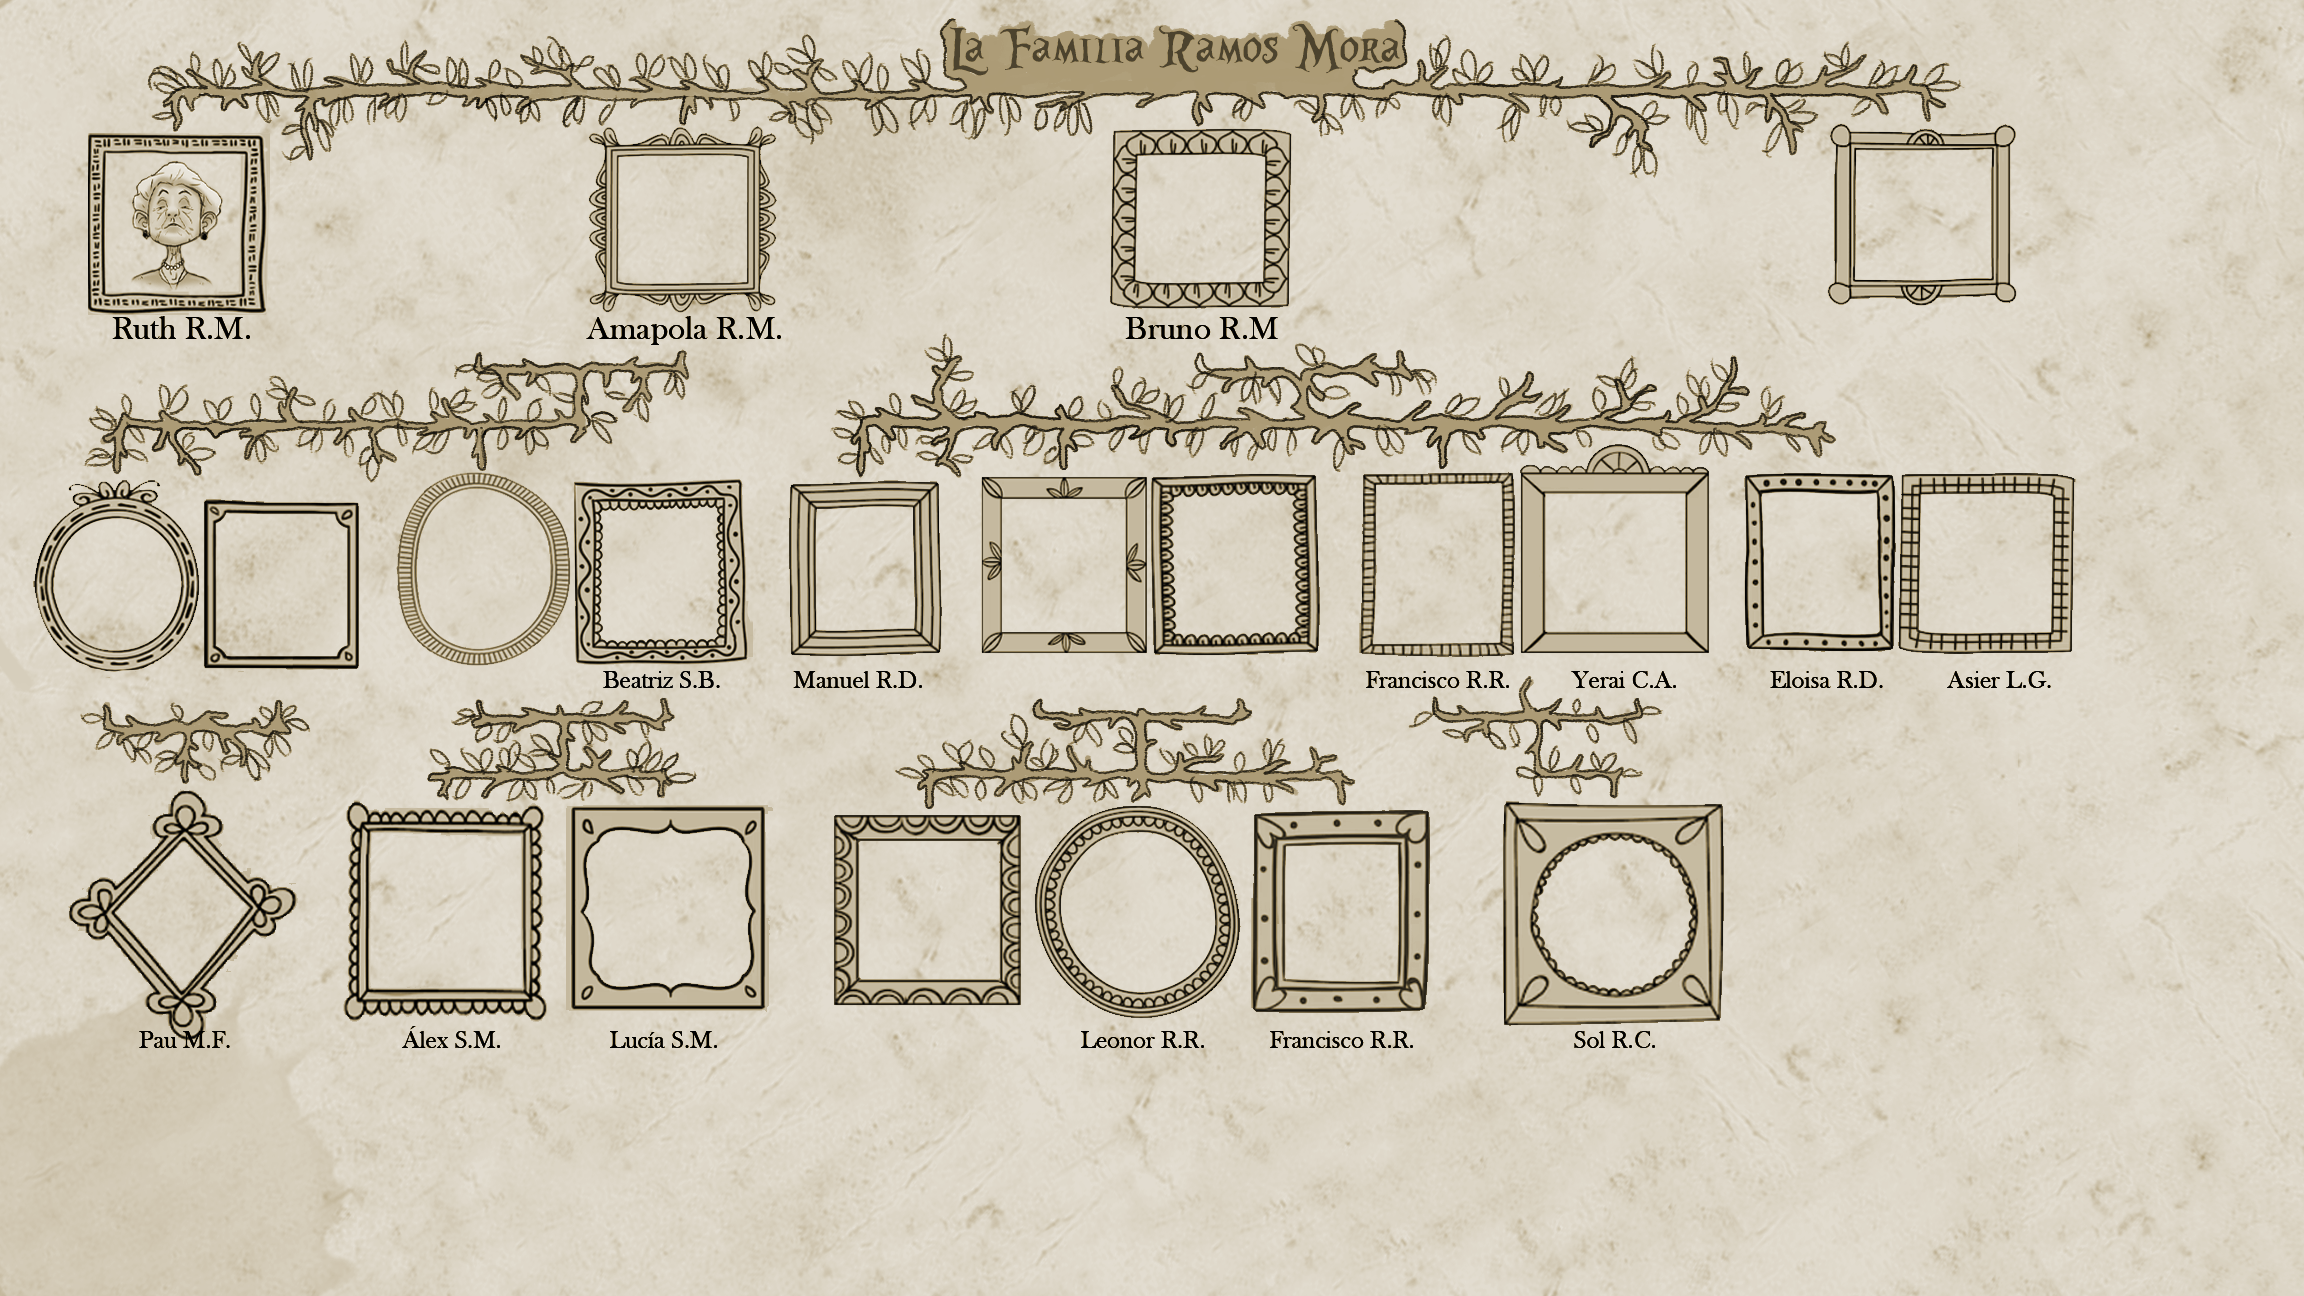 La Familia Ramos Mora
Ruth R.M.
Amapola R.M.
Bruno R.M
Beatriz S.B.
Manuel R.D.
Francisco R.R.
Yerai C.A.
Eloisa R.D.
Asier L.G.
Pau M.F.
Álex S.M.
Lucía S.M.
Leonor R.R.
Francisco R.R.
Sol R.C.